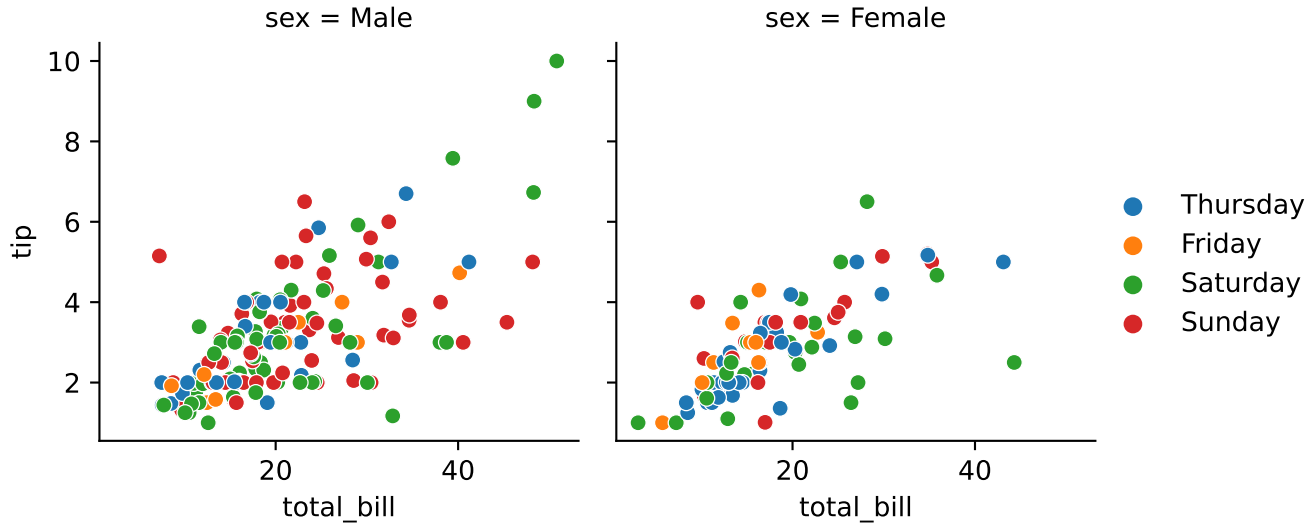 sex = Male
sex = Female
10
8
6
4
2
tip
20
40
total_bill
20
40
total_bill
Thursday
Friday
Saturday
Sunday